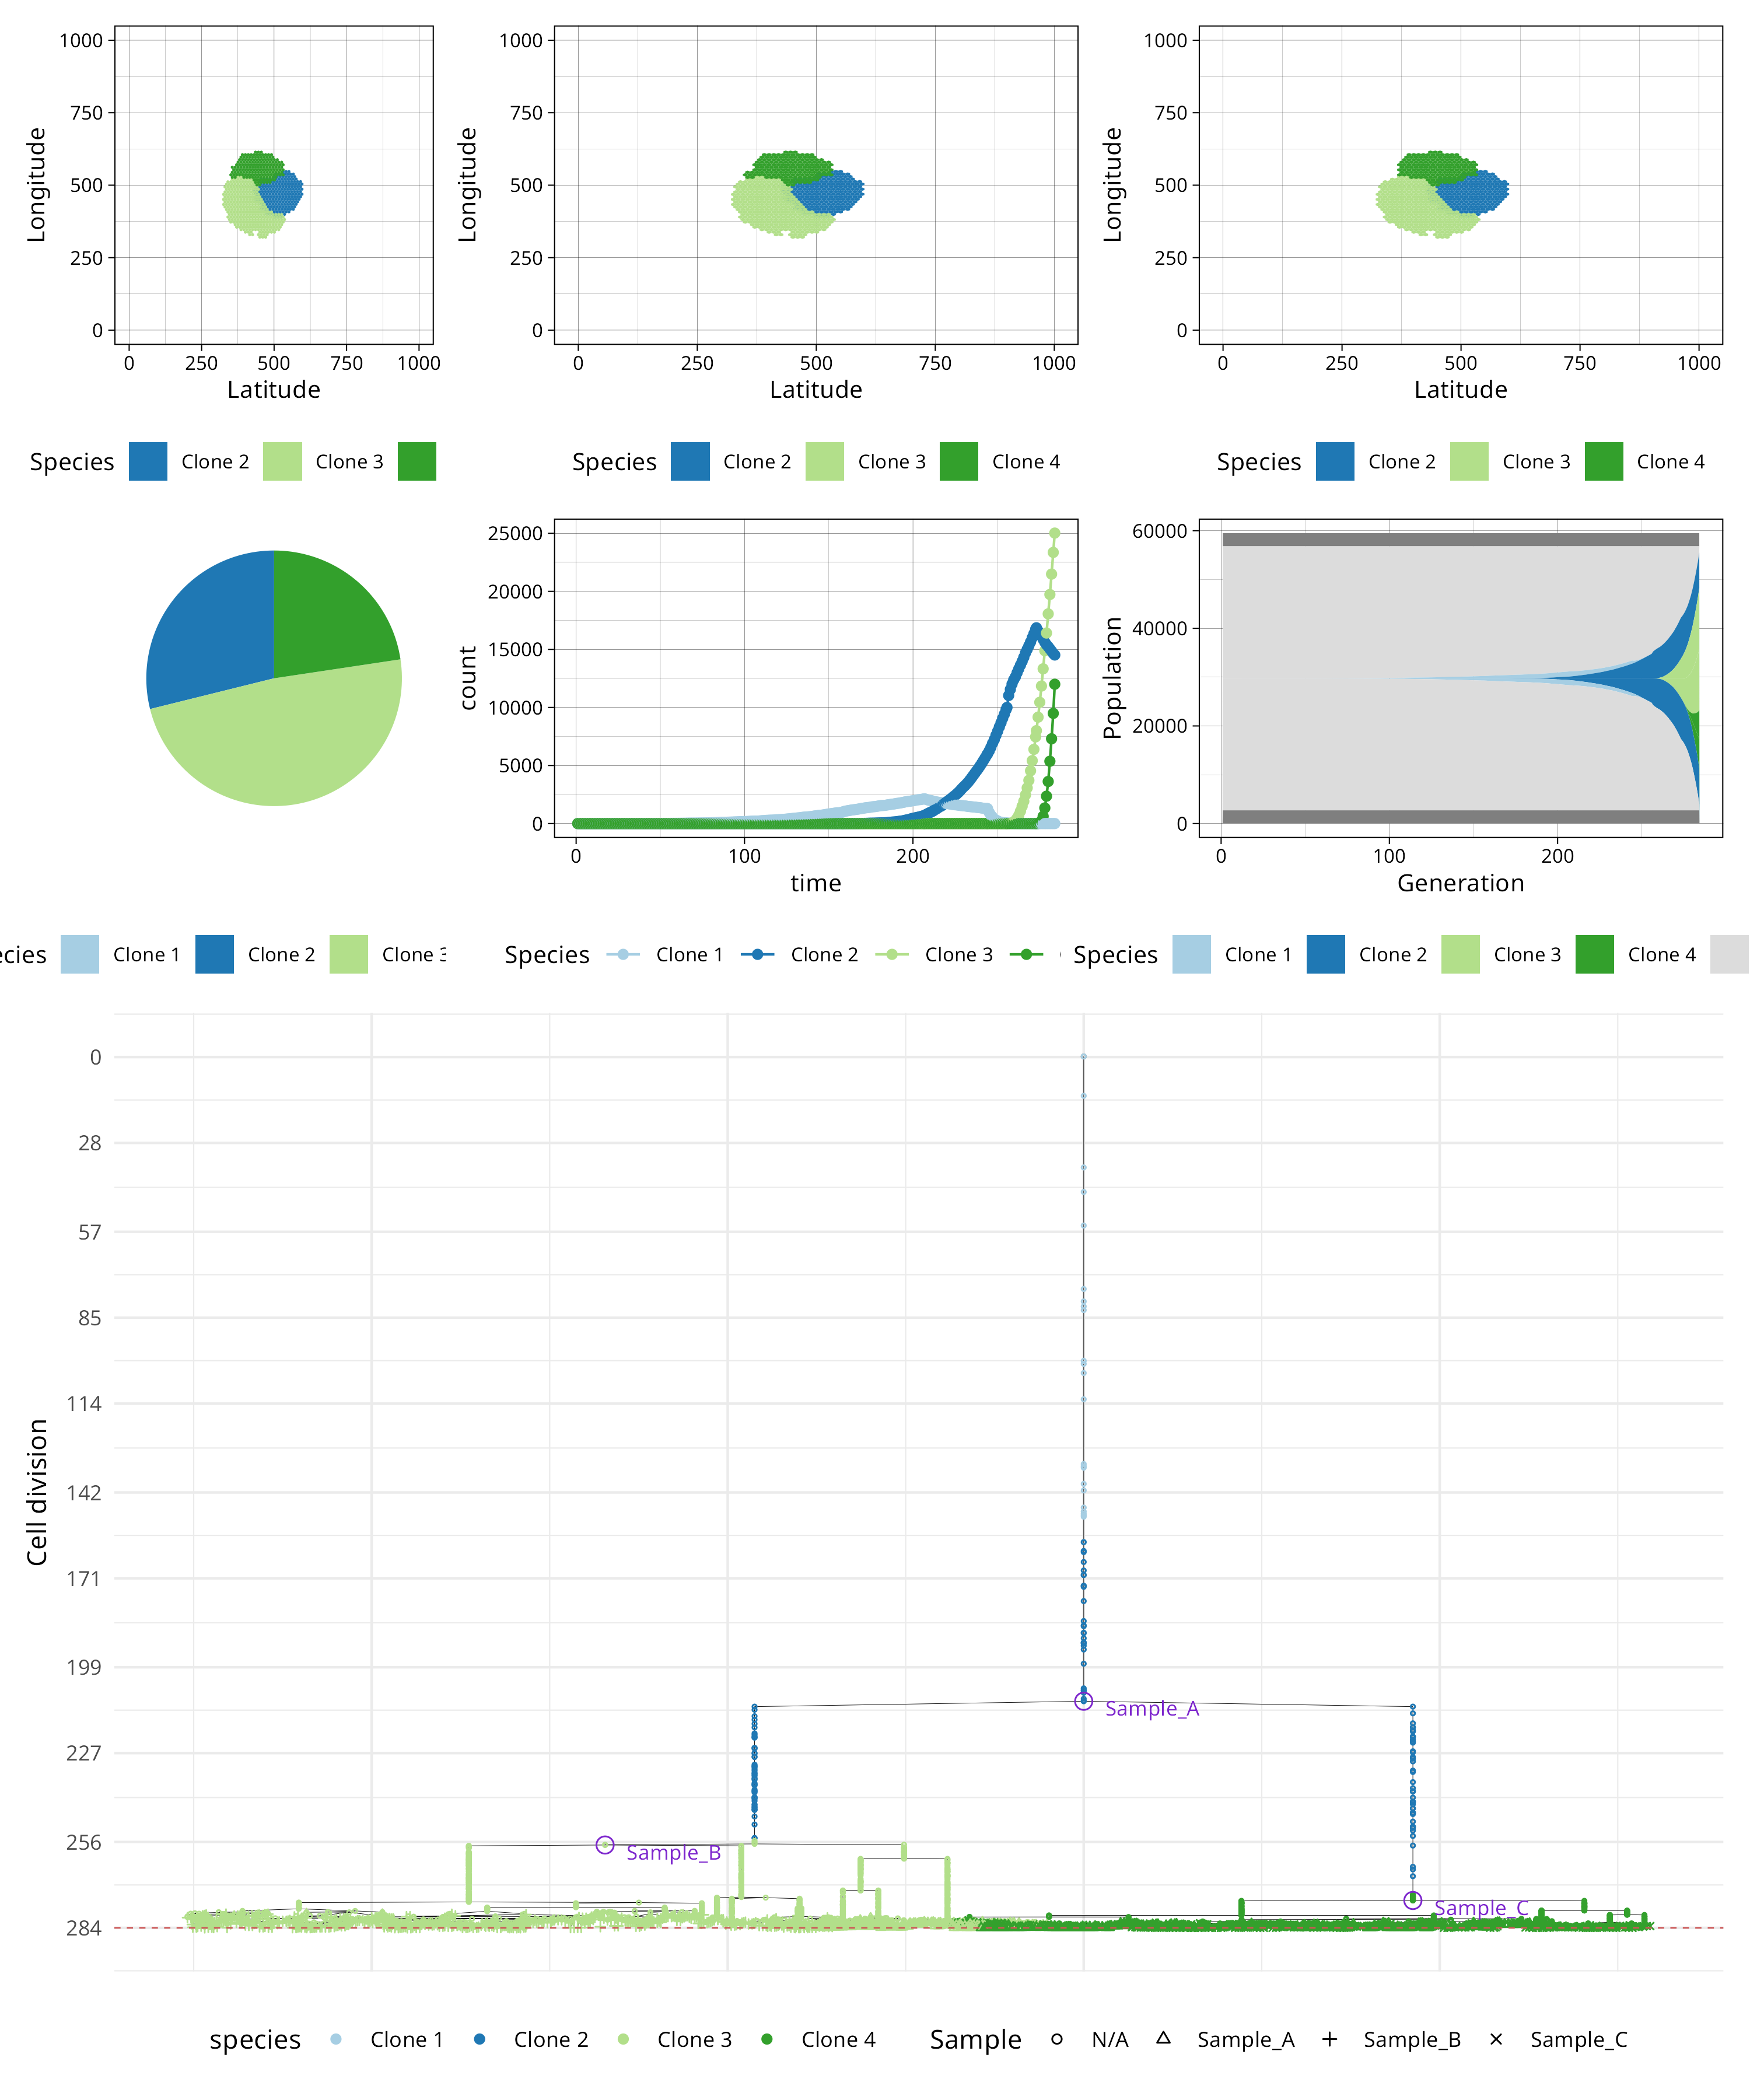 1000
750
500
250
0
Longitude
0 250 500 750 1000
Latitude
1000
750
500
250
0
Longitude
0 250 500 750 1000
Latitude
1000
750
500
250
0
Longitude
0 250 500 750 1000
Latitude
Species Clone 2 Clone 3
Species Clone 2 Clone 3 Clone 4
Species Clone 2 Clone 3 Clone 4
25000
20000
15000
10000
5000
0
count
0 100 200
time
60000
40000
20000
0
Population
0 100 200
Generation
ecies Clone 1 Clone 2 Clone 3
Species Clone 1 Clone 2 Clone 3
Species Clone 1 Clone 2 Clone 3 Clone 4
0
28
57
85
114
142
171
199
227
256
284
Cell division
Sample_A
Sample_B
Sample_C
species Clone 1 Clone 2 Clone 3 Clone 4 Sample N/A Sample_A Sample_B Sample_C